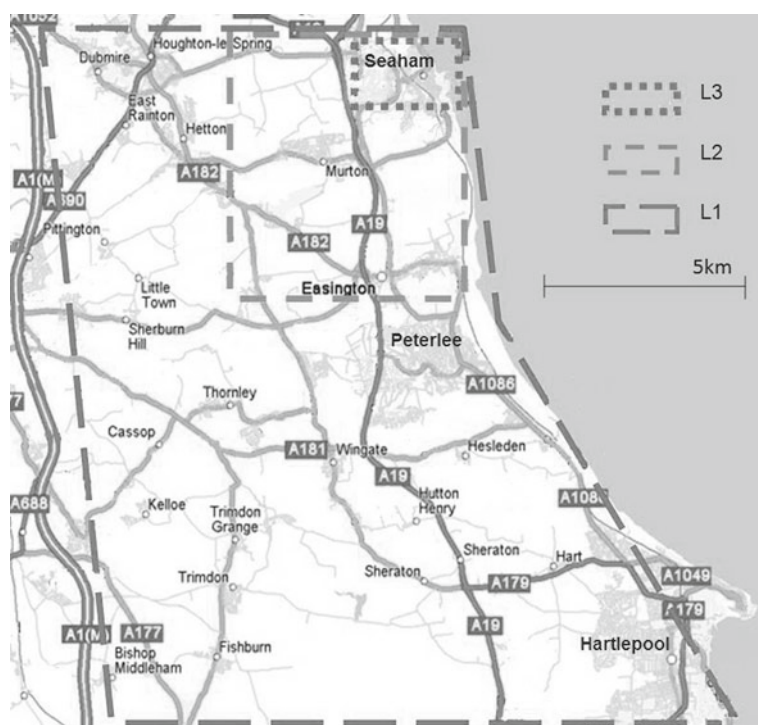 A1052
Houghton-le Spring
Dubmire
Seaham
East
Rainton
Hetton
A182
Murton
A1(M)
A690
Pittington
A19
A182
Little
Town
Easington
Sherburn
Hill
Peterlee
Thornley
A1086
Cassop
A181
Wingate
Hesleden
A19
A688
Kelloe
Trimdon
Grange
Hutton
Henry
Sheraton
Hart
Trimdon
Sheraton
A179
A1049
A179
A177
A19
A1(M)
Bishop
Middleham
Fishburn
Hartlepool
L3
L2
L1
5km